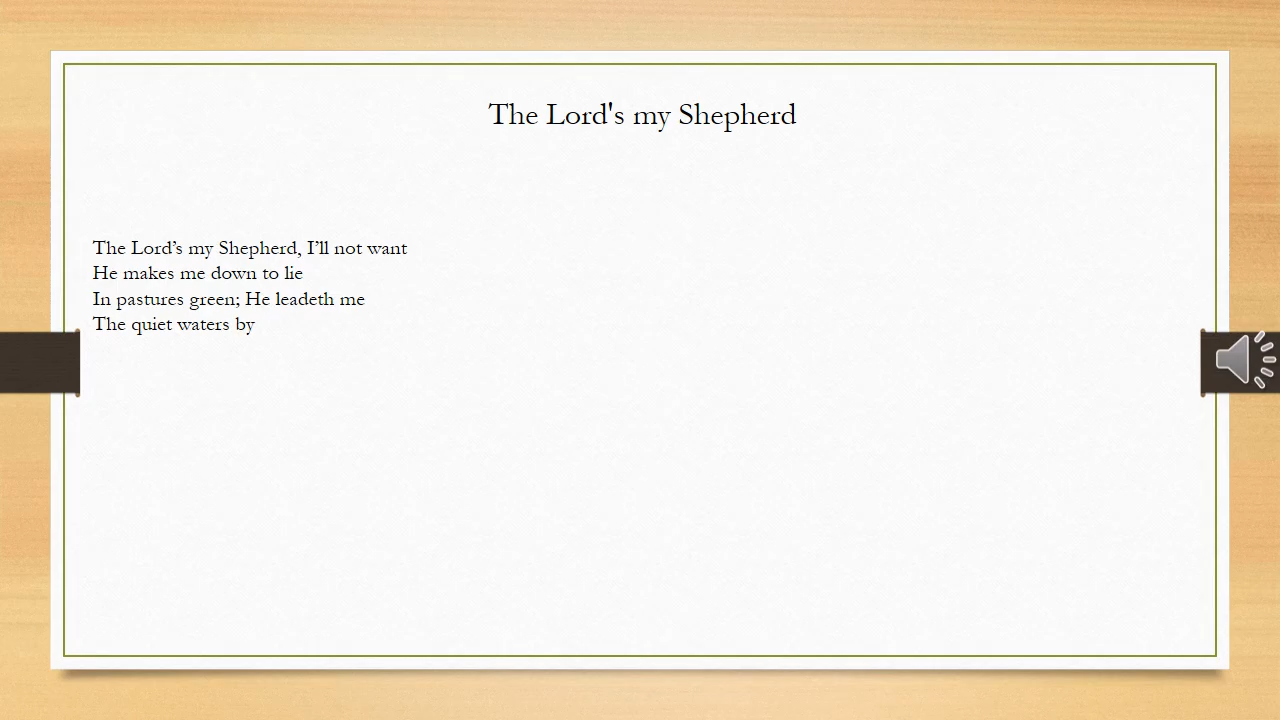 The Lord's my Shepherd
The Lord’s my Shepherd, I’ll not want
He makes me down to lie
In pastures green; He leadeth me
The quiet waters by